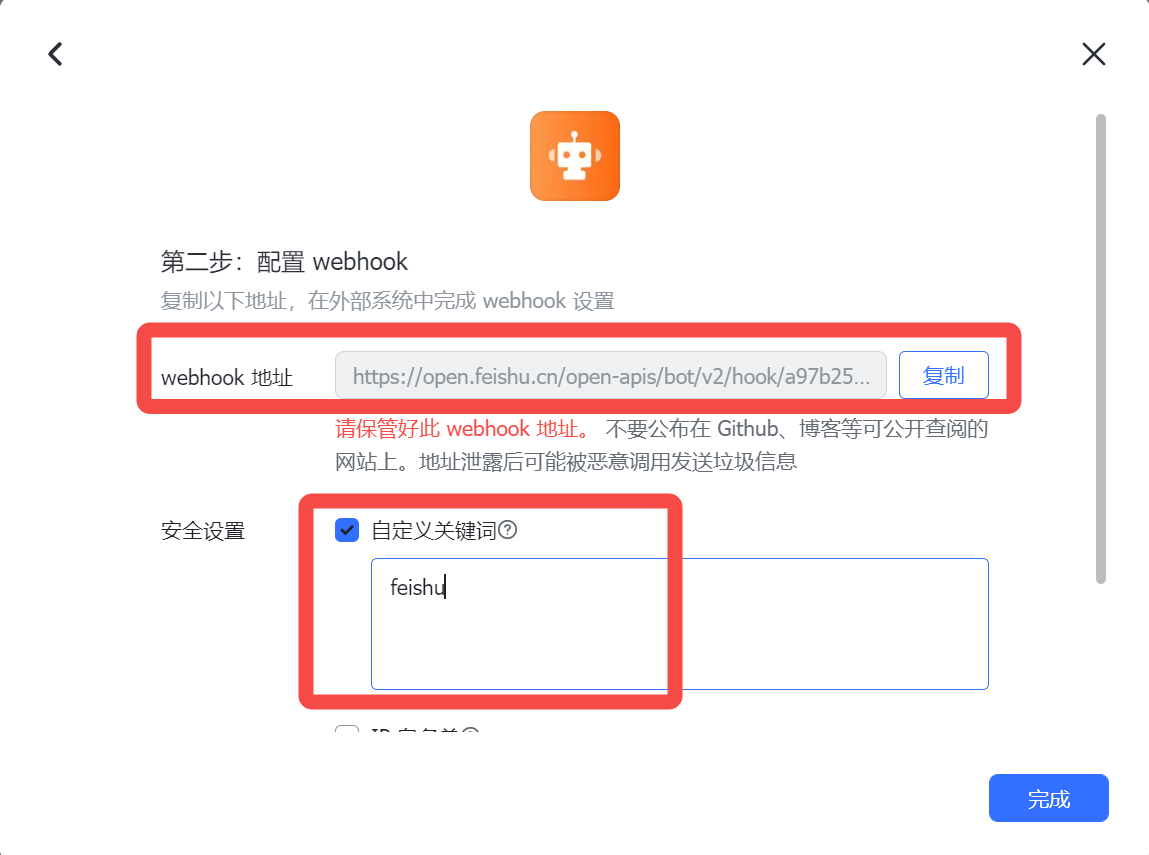 第二步：配置 webhook
复制以下地址，在外部系统中完成 webhook 设置
webhook 地址
https://open.feishu.cn/open-apis/bot/v2/hook/a97b25...
复制
请保管好此 webhook 地址。 不要公布在 Github、博客等可公开查阅的
网站上。地址泄露后可能被恶意调用发送垃圾信息
安全设置
自定义关键词
feishu
完成